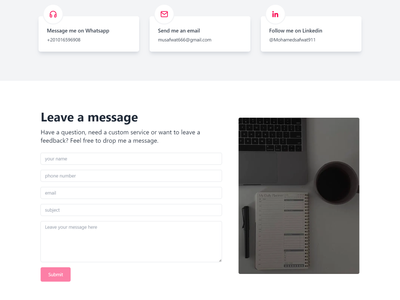 Message me on Whatsapp
+201016596908
Send me an email
musafwat666@gmail.com
Follow me on Linkedin
@Mohamedsafwat911
Leave a message
Have a question, need a custom service or want to leave a
feedback? Feel free to drop me a message.
your name
phone number
email
subject
Leave your message here
Submit